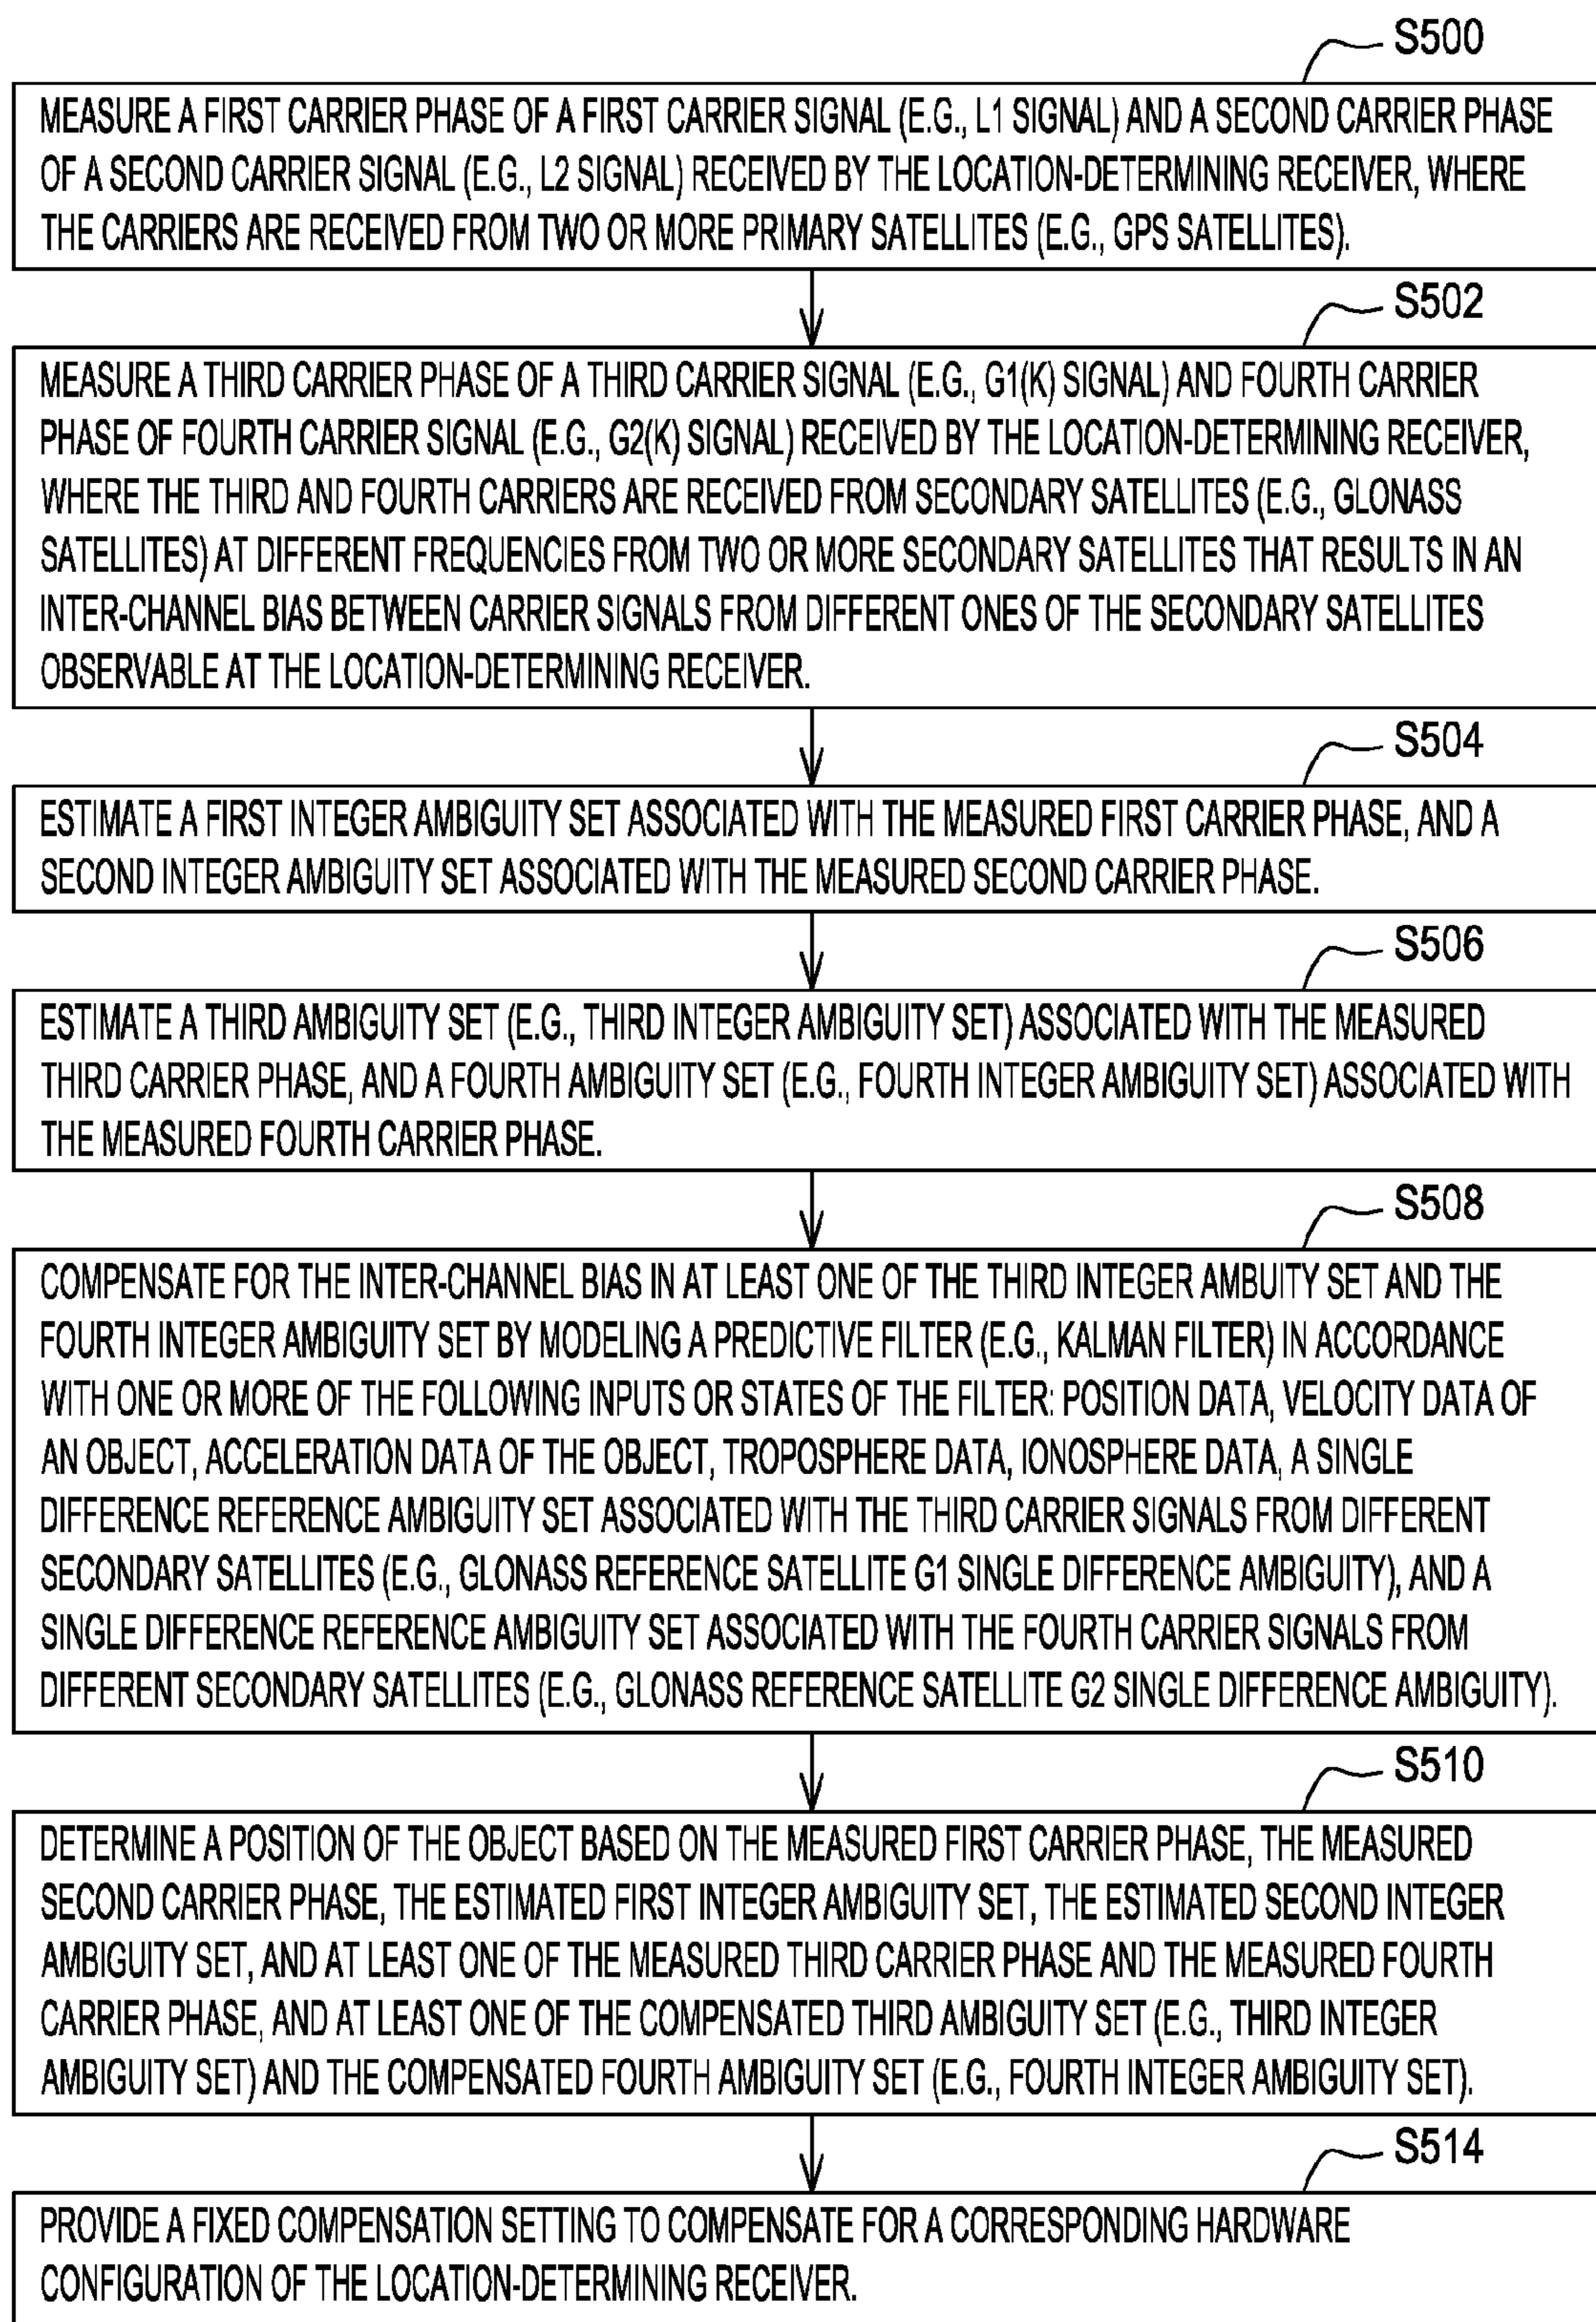 S500
MEASURE A FIRST CARRIER PHASE OF A FIRST CARRIER SIGNAL (E.G., L1 SIGNAL) AND A SECOND CARRIER PHASE
OF A SECOND CARRIER SIGNAL (E.G., L2 SIGNAL) RECEIVED BY THE LOCATION-DETERMINING RECEIVER, WHERE
THE CARRIERS ARE RECEIVED FROM TWO OR MORE PRIMARY SATELLITES (E.G., GPS SATELLITES).
S502
MEASURE A THIRD CARRIER PHASE OF A THIRD CARRIER SIGNAL (E.G., G1(K) SIGNAL) AND FOURTH CARRIER
PHASE OF FOURTH CARRIER SIGNAL (E.G., G2(K) SIGNAL) RECEIVED BY THE LOCATION-DETERMINING RECEIVER,
WHERE THE THIRD AND FOURTH CARRIERS ARE RECEIVED FROM SECONDARY SATELLITES (E.G., GLONASS
SATELLITES) AT DIFFERENT FREQUENCIES FROM TWO OR MORE SECONDARY SATELLITES THAT RESULTS IN AN
INTER-CHANNEL BIAS BETWEEN CARRIER SIGNALS FROM DIFFERENT ONES OF THE SECONDARY SATELLITES
OBSERVABLE AT THE LOCATION-DETERMINING RECEIVER.
S504
ESTIMATE A FIRST INTEGER AMBIGUITY SET ASSOCIATED WITH THE MEASURED FIRST CARRIER PHASE, AND A
SECOND INTEGER AMBIGUITY SET ASSOCIATED WITH THE MEASURED SECOND CARRIER PHASE.
S506
ESTIMATE A THIRD AMBIGUITY SET (E.G., THIRD INTEGER AMBIGUITY SET) ASSOCIATED WITH THE MEASURED
THIRD CARRIER PHASE, AND A FOURTH AMBIGUITY SET (E.G., FOURTH INTEGER AMBIGUITY SET) ASSOCIATED WITH
THE MEASURED FOURTH CARRIER PHASE.
S508
COMPENSATE FOR THE INTER-CHANNEL BIAS IN AT LEAST ONE OF THE THIRD INTEGER AMBUITY SET AND THE
FOURTH INTEGER AMBIGUITY SET BY MODELING A PREDICTIVE FILTER (E.G., KALMAN FILTER) IN ACCORDANCE
WITH ONE OR MORE OF THE FOLLOWING INPUTS OR STATES OF THE FILTER: POSITION DATA, VELOCITY DATA OF
AN OBJECT, ACCELERATION DATA OF THE OBJECT, TROPOSPHERE DATA, IONOSPHERE DATA, A SINGLE
DIFFERENCE REFERENCE AMBIGUITY SET ASSOCIATED WITH THE THIRD CARRIER SIGNALS FROM DIFFERENT
SECONDARY SATELLITES (E.G., GLONASS REFERENCE SATELLITE G1 SINGLE DIFFERENCE AMBIGUITY), AND A
SINGLE DIFFERENCE REFERENCE AMBIGUITY SET ASSOCIATED WITH THE FOURTH CARRIER SIGNALS FROM
DIFFERENT SECONDARY SATELLITES (E.G., GLONASS REFERENCE SATELLITE G2 SINGLE DIFFERENCE AMBIGUITY).
S510
DETERMINE A POSITION OF THE OBJECT BASED ON THE MEASURED FIRST CARRIER PHASE, THE MEASURED
SECOND CARRIER PHASE, THE ESTIMATED FIRST INTEGER AMBIGUITY SET, THE ESTIMATED SECOND INTEGER
AMBIGUITY SET, AND AT LEAST ONE OF THE MEASURED THIRD CARRIER PHASE AND THE MEASURED FOURTH
CARRIER PHASE, AND AT LEAST ONE OF THE COMPENSATED THIRD AMBIGUITY SET (E.G., THIRD INTEGER
AMBIGUITY SET) AND THE COMPENSATED FOURTH AMBIGUITY SET (E.G., FOURTH INTEGER AMBIGUITY SET).
S514
PROVIDE A FIXED COMPENSATION SETTING TO COMPENSATE FOR A CORRESPONDING HARDWARE
CONFIGURATION OF THE LOCATION-DETERMINING RECEIVER.